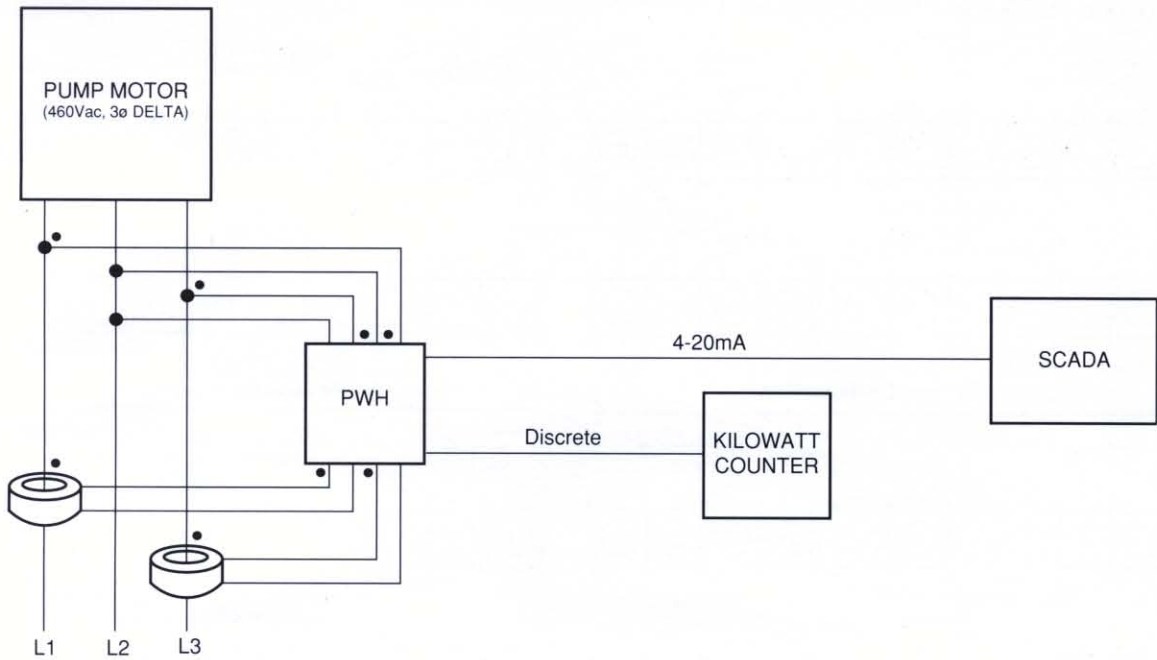 PUMP MOTOR
(460Vac, 3ø DELTA)
4-20mA
SCADA
PWH
Discrete
KILOWATT
COUNTER
L1
L2
L3